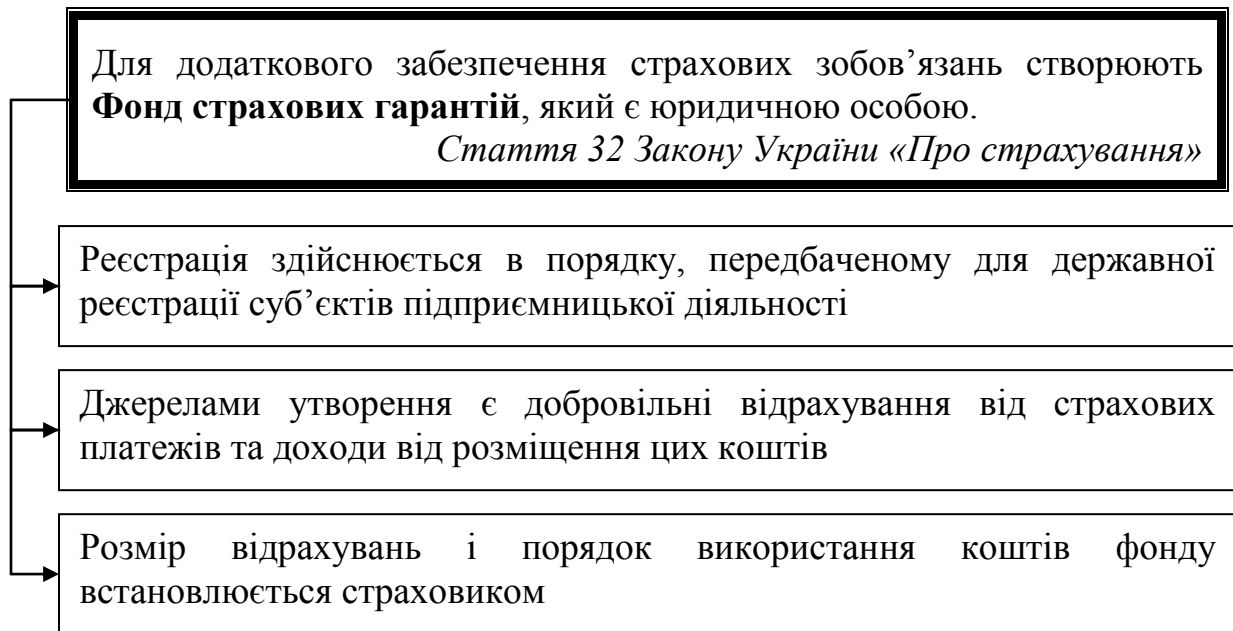 Для додаткового забезпечення страхових зобов’язань створюють
Фонд страхових гарантій, який є юридичною особою.
Стаття 32 Закону України «Про страхування»
Реєстрація здійснюється в порядку, передбаченому для державної
реєстрації суб’єктів підприємницької діяльності
Джерелами утворення є добровільні відрахування від страхових
платежів та доходи від розміщення цих коштів
Розмір відрахувань і порядок використання коштів фонду
встановлюється страховиком